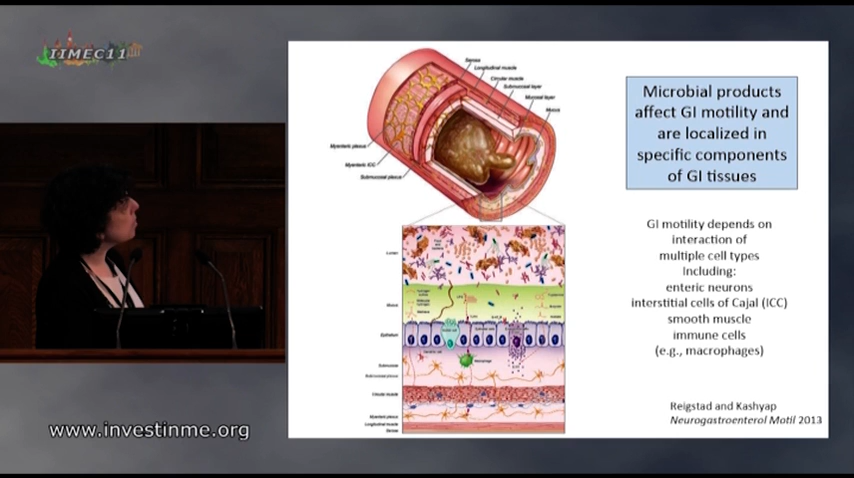 IIMEC11
Serosa
Longitudinal muscle
Circular muscle
Submucosal layer
Mucosal layer
Mucus
Myenteric plexus
Myenteric ICC
Submucosal plexus
Microbial products
affect GI motility and
are localized in
specific components
of GI tissues
GI motility depends on
interaction of
multiple cell types
Including:
enteric neurons
interstitial cells of Cajal (ICC)
smooth muscle
immune cells
(e.g., macrophages)
Lumen
Mucus
Epithelium
Macrophage
Submucosa
Submucosal plexus
Circular muscle
Myenteric plexus
Longitudinal muscle
Serosa
Reigstad and Kashyap
Neurogastroenterol Motil 2013
www.investinme.org